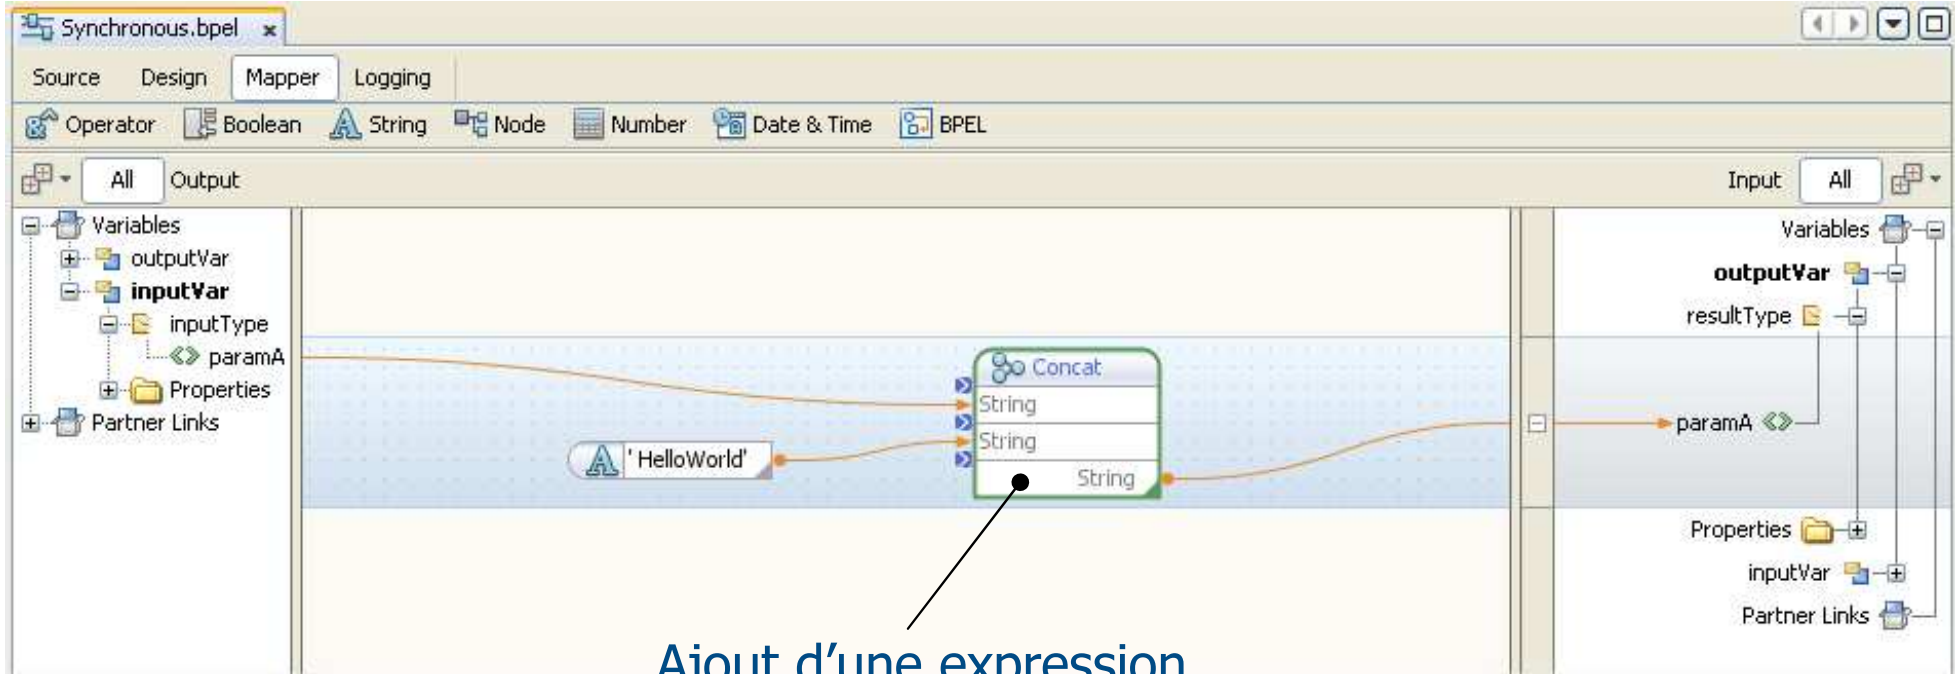 Synchronous.bpel x
Source Design Mapper Logging
Operator Boolean String Node Number Date & Time BPEL
All Output Input All
Variables
outputVar
inputVar
inputType
paramA
Properties
Partner Links
Concat
String
String
String
' HelloWorld'
Variables
outputVar
resultType
paramA
Properties
inputVar
Partner Links
Ajout d'une expression